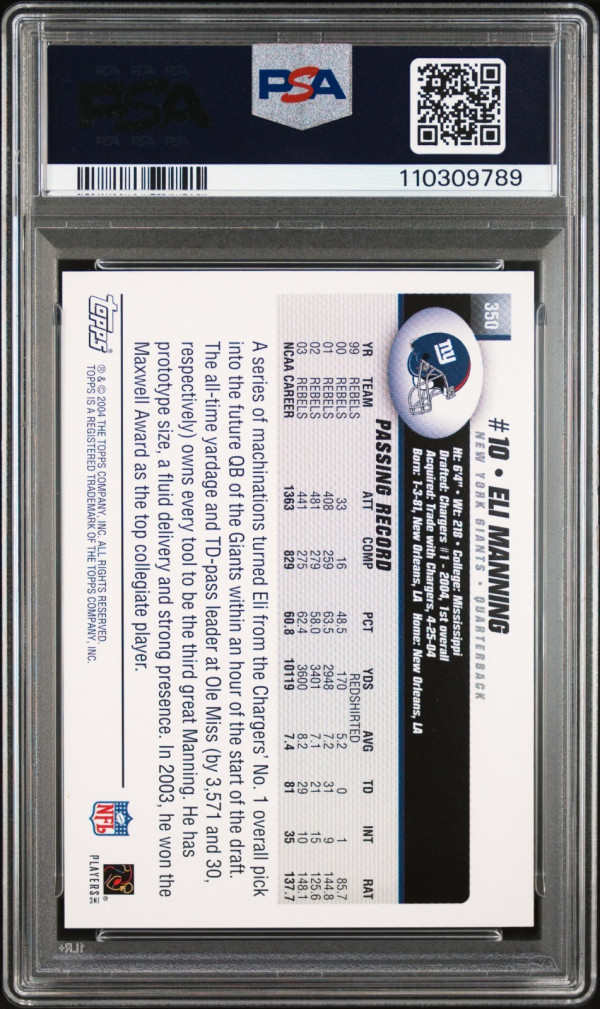 PSA
PSA
110309789
350
#10 • ELI MANNING
NEW YORK GIANTS • QUARTERBACK
Ht: 6'4" • Wt: 218 • College: Mississippi
Drafted: Chargers #1 - 2004, 1st overall
Acquired: Trade with Chargers, 4-25-04
Born: 1-3-81, New Orleans, LA Home: New Orleans, LA
ny
PASSING RECORD
YR TEAM ATT COMP PCT YDS AVG TD INT RAT
99 REBELS REDSHIRTED
00 REBELS 33 16 48.5 170 5.2 0 1 85.7
01 REBELS 408 259 63.5 2948 7.2 31 9 144.8
02 REBELS 481 279 58.0 3401 7.1 21 15 125.6
03 REBELS 441 275 62.4 3600 8.2 29 10 148.1
NCAA CAREER 1363 829 60.8 10119 7.4 81 35 137.7
A series of machinations turned Eli from the Chargers' No. 1 overall pick
into the future QB of the Giants within an hour of the start of the draft.
The all-time yardage and TD-pass leader at Ole Miss (by 3,571 and 30,
respectively) owns every tool to be the third great Manning. He has
prototype size, a fluid delivery and strong presence. In 2003, he won the
Maxwell Award as the top collegiate player.
topps®
® & © 2004 THE TOPPS COMPANY, INC. ALL RIGHTS RESERVED.
TOPPS IS A REGISTERED TRADEMARK OF THE TOPPS COMPANY, INC.
NFL
PLAYERS INC